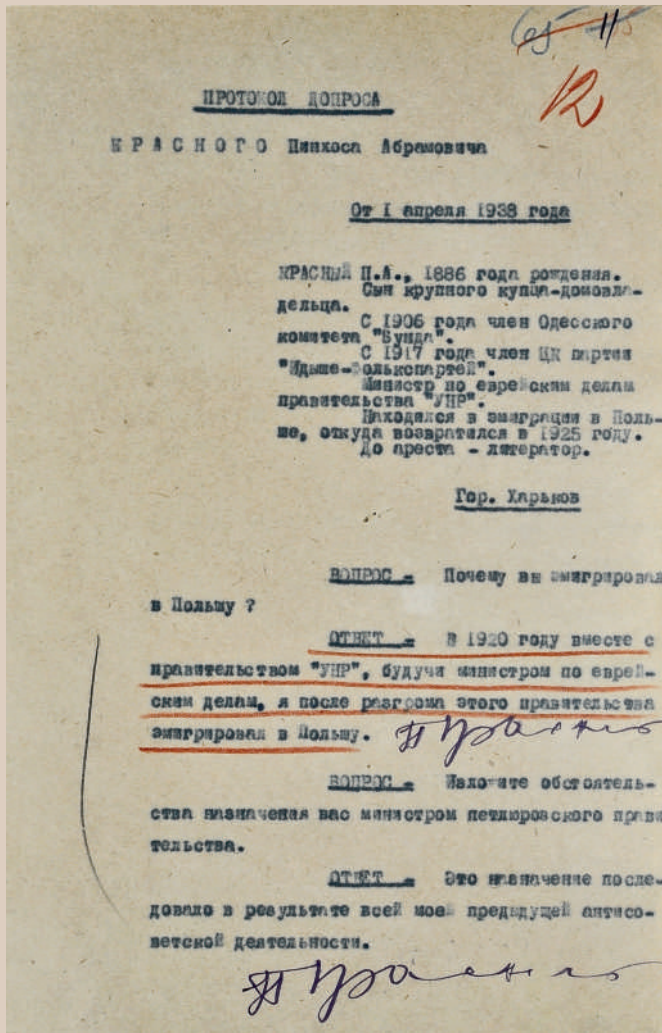 11
12
ПРОТОКОЛ ДОПРОСА
КРАСНОГО Пинхоса Абрамовича
От I апреля 1938 года
КРАСНЫЙ П.А., 1886 года рождения.
Сын крупного купца-домовла-
дельца.
С 1906 года член Одесского
комитета "Бунда".
С 1917 года член ЦК партии
"Идыше-Фолькспартей".
Министр по еврейским делам
правительства "УНР".
Находился в эмиграции в Поль-
ше, откуда возвратился в 1925 году.
До ареста - литератор.
Гор. Харьков
ВОПРОС - Почему вы эмигрировал
в Польшу ?
ОТВЕТ - В 1920 году вместе с
правительством "УНР", будучи министром по еврей-
ским делам, я после разгрома этого правительства
эмигрировал в Польшу.
ВОПРОС - Изложите обстоятель-
ства назначения вас министром петлюровского прави
тельства.
ОТВЕТ - Это назначение после-
довало в результате всей моей предыдущей антисо-
ветской деятельности.